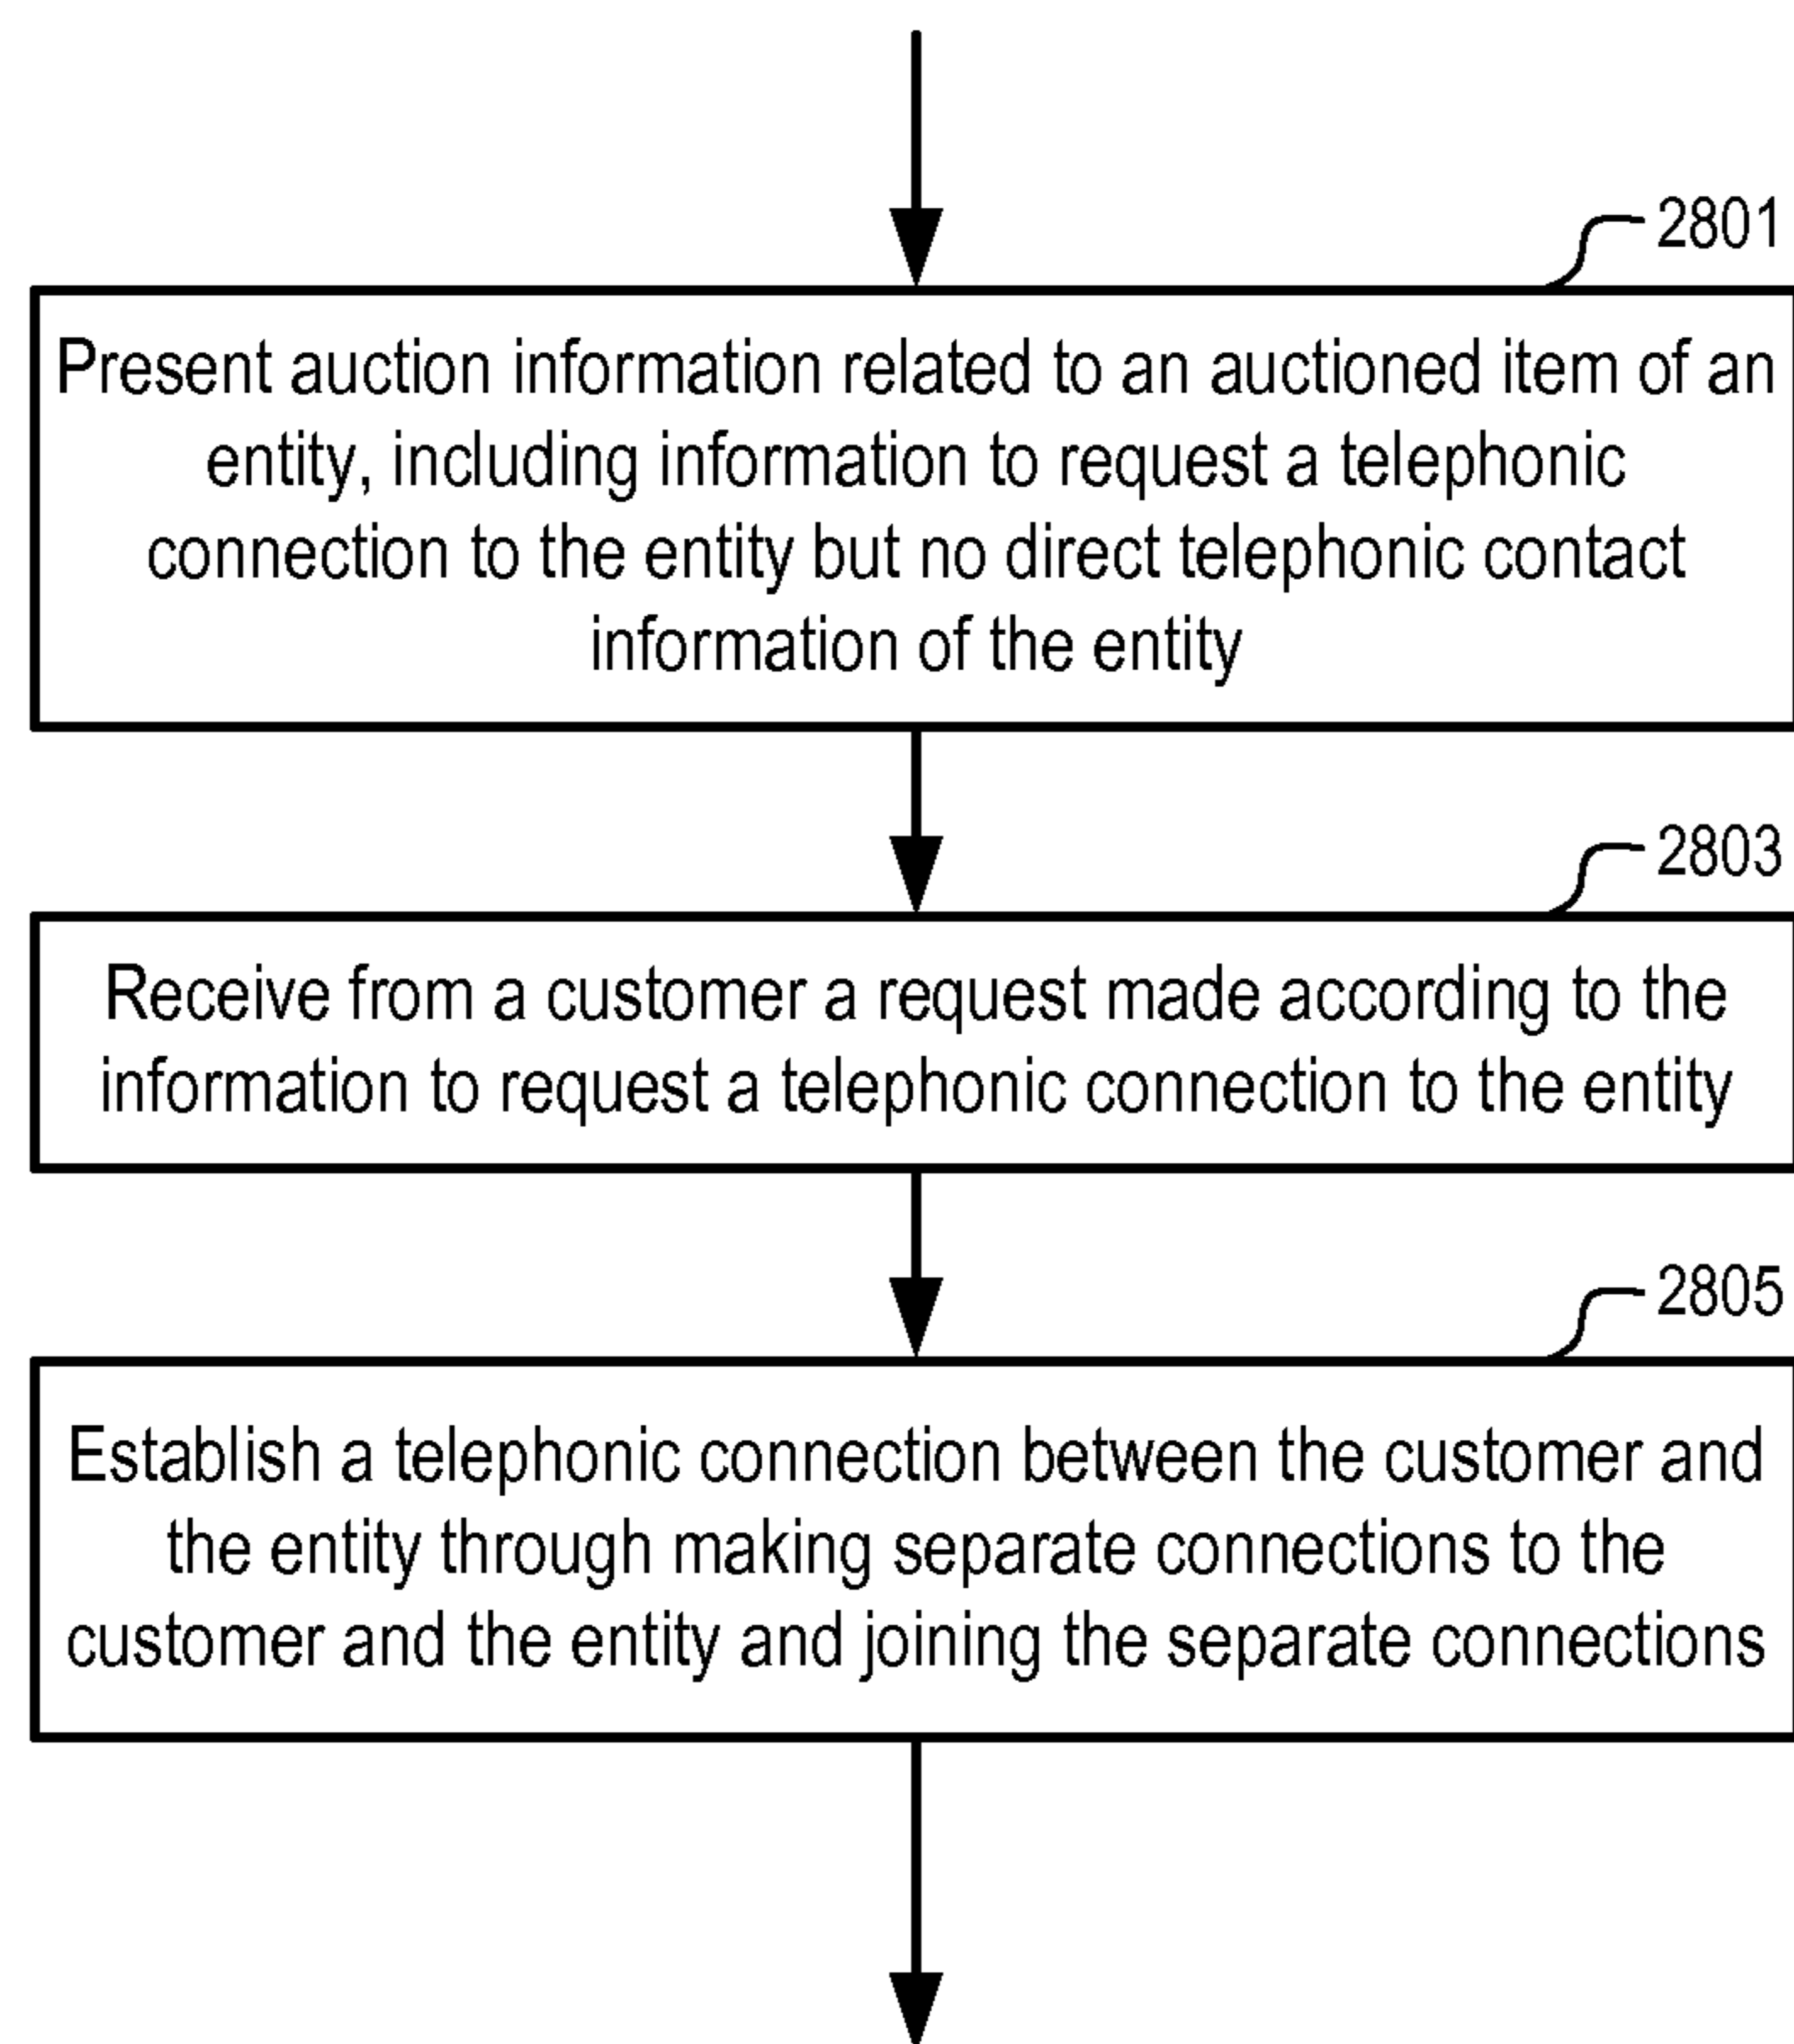 2801
Present auction information related to an auctioned item of an
entity, including information to request a telephonic
connection to the entity but no direct telephonic contact
information of the entity
2803
Receive from a customer a request made according to the
information to request a telephonic connection to the entity
2805
Establish a telephonic connection between the customer and
the entity through making separate connections to the
customer and the entity and joining the separate connections